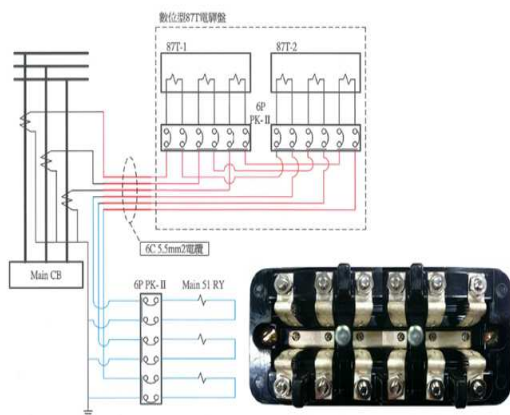 數位型87T電驛盤
87T-1
87T-2
6P
PK-Ⅱ
6C 5.5mm2電纜
Main CB
6P PK-Ⅱ
Main 51 RY